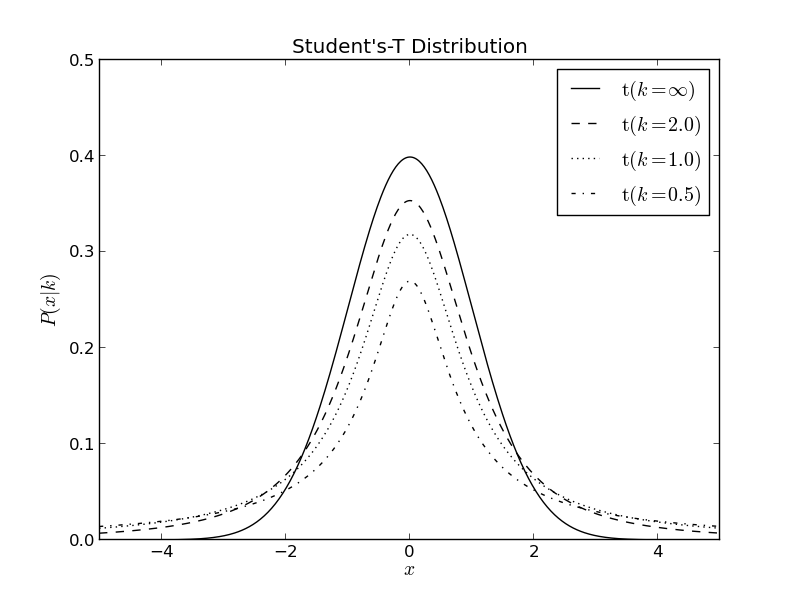 Student's-T Distribution
0.5
0.4
0.3
0.2
0.1
0.0
P(x|k)
t(k=∞)
t(k=2.0)
t(k=1.0)
t(k=0.5)
−4
−2
0
2
4
x